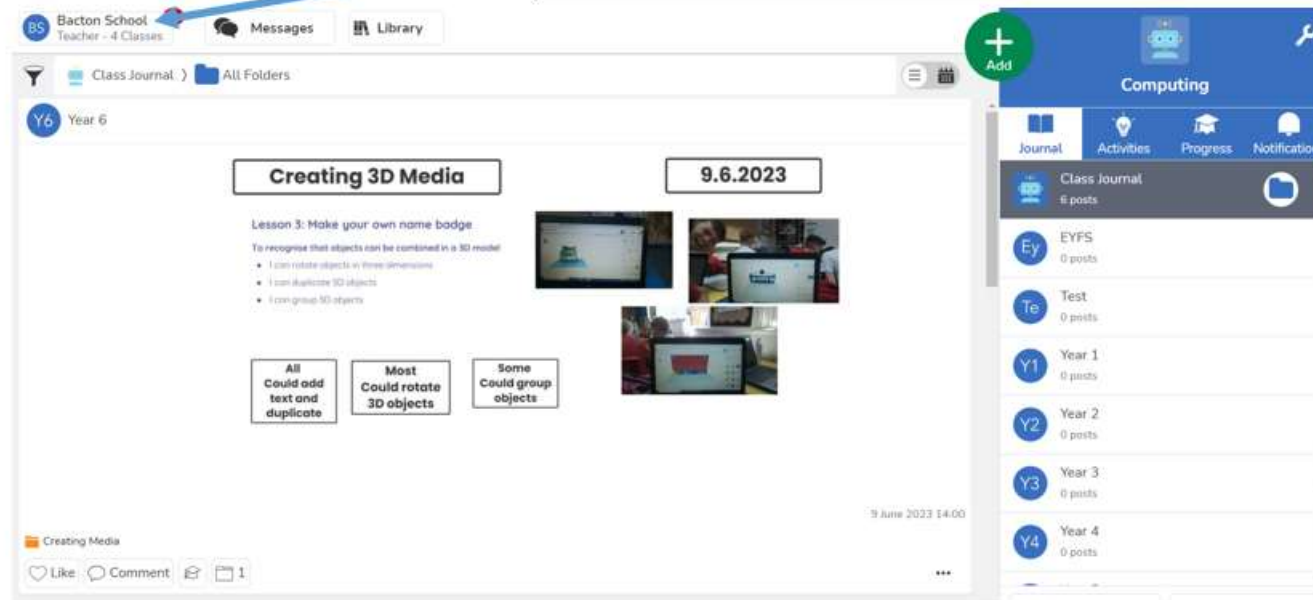 BS
Bacton School
Teacher - 4 Classes
Messages
Library
Add
Class Journal
All Folders
Y6
Year 6
Creating 3D Media
9.6.2023
Lesson 3: Make your own name badge
To recognise that objects can be combined in a 3D model
• I can rotate objects in three dimensions
• I can duplicate 3D objects
• I can group 3D objects
All
Could add
text and
duplicate
Most
Could rotate
3D objects
Some
Could group
objects
9 June 2023 14:00
Creating Media
Like
Comment
1
Computing
Journal
Activities
Progress
Notification
Class Journal
6 posts
Ey
EYFS
0 posts
Te
Test
0 posts
Y1
Year 1
0 posts
Y2
Year 2
0 posts
Y3
Year 3
0 posts
Y4
Year 4
0 posts